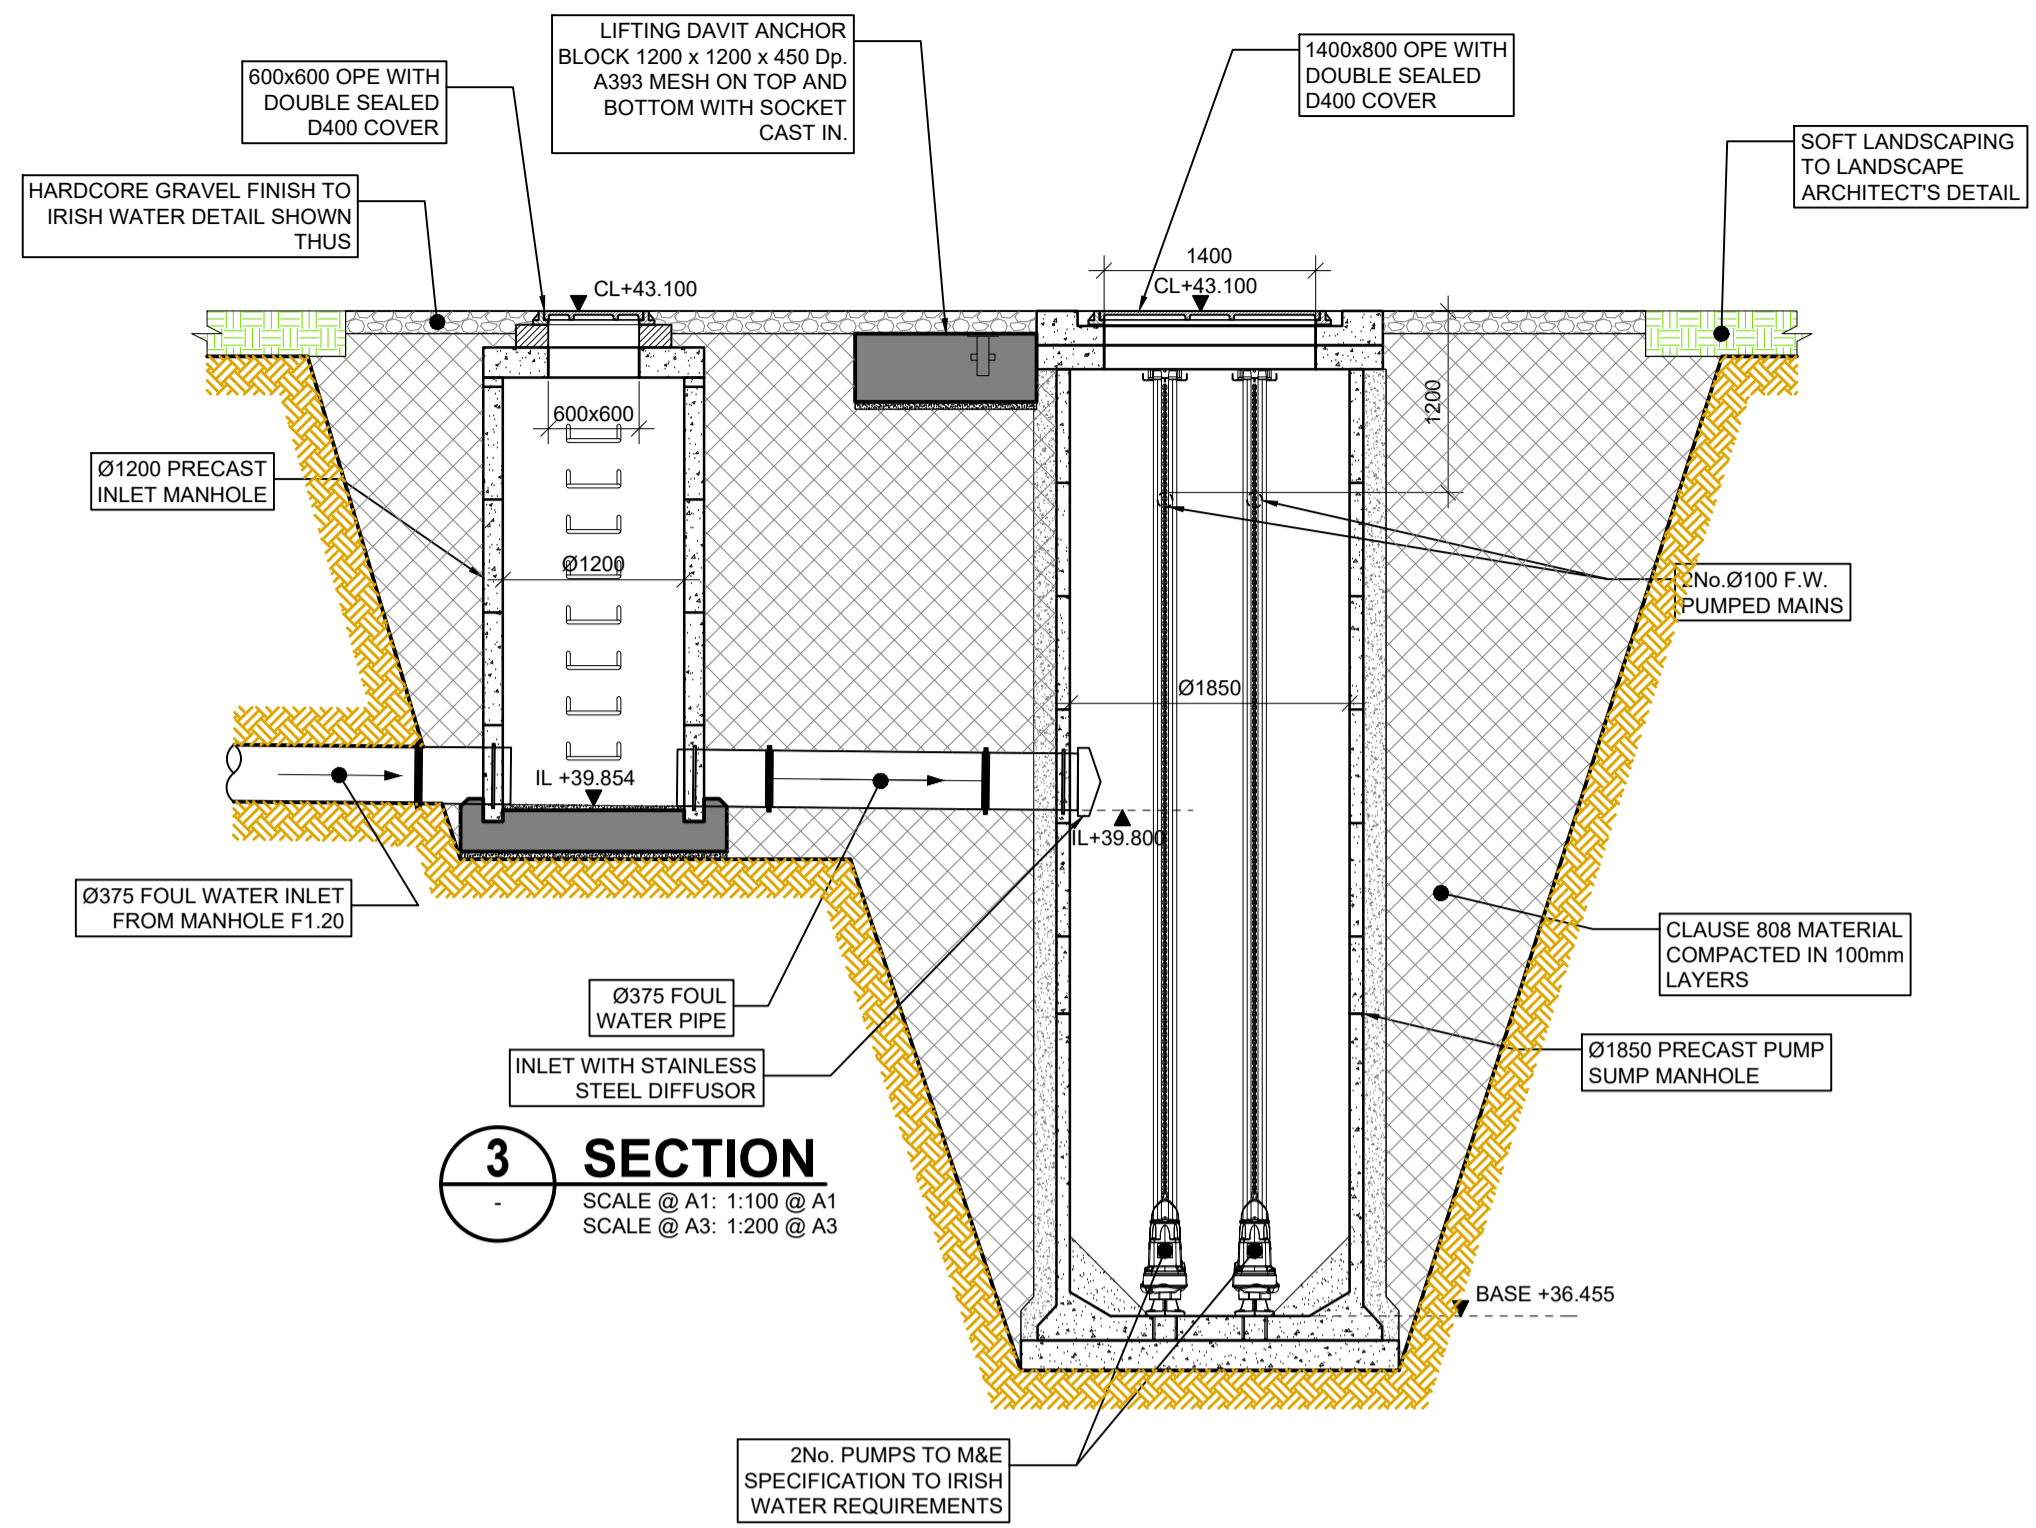 LIFTING DAVIT ANCHOR
BLOCK 1200 x 1200 x 450 Dp.
A393 MESH ON TOP AND
BOTTOM WITH SOCKET
CAST IN.
1400x800 OPE WITH
DOUBLE SEALED
D400 COVER
600x600 OPE WITH
DOUBLE SEALED
D400 COVER
SOFT LANDSCAPING
TO LANDSCAPE
ARCHITECT'S DETAIL
HARDCORE GRAVEL FINISH TO
IRISH WATER DETAIL SHOWN
THUS
1400
CL+43.100
CL+43.100
1200
600x600
Ø1200 PRECAST
INLET MANHOLE
Ø1200
2No.Ø100 F.W.
PUMPED MAINS
Ø1850
IL +39.854
IL+39.800
Ø375 FOUL WATER INLET
FROM MANHOLE F1.20
CLAUSE 808 MATERIAL
COMPACTED IN 100mm
LAYERS
Ø375 FOUL
WATER PIPE
INLET WITH STAINLESS
STEEL DIFFUSOR
Ø1850 PRECAST PUMP
SUMP MANHOLE
3
-
SECTION
SCALE @ A1: 1:100 @ A1
SCALE @ A3: 1:200 @ A3
BASE +36.455
2No. PUMPS TO M&E
SPECIFICATION TO IRISH
WATER REQUIREMENTS